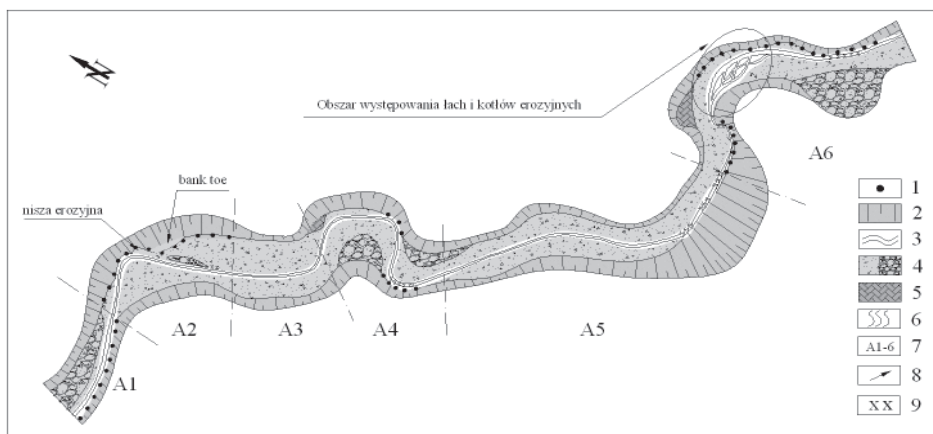 N
Obszar występowania łach i kotłów erozyjnych
bank toe
nisza erozyjna
A1
A2
A3
A4
A5
A6
1
2
3
4
5
6
A1-6 7
8
X X 9